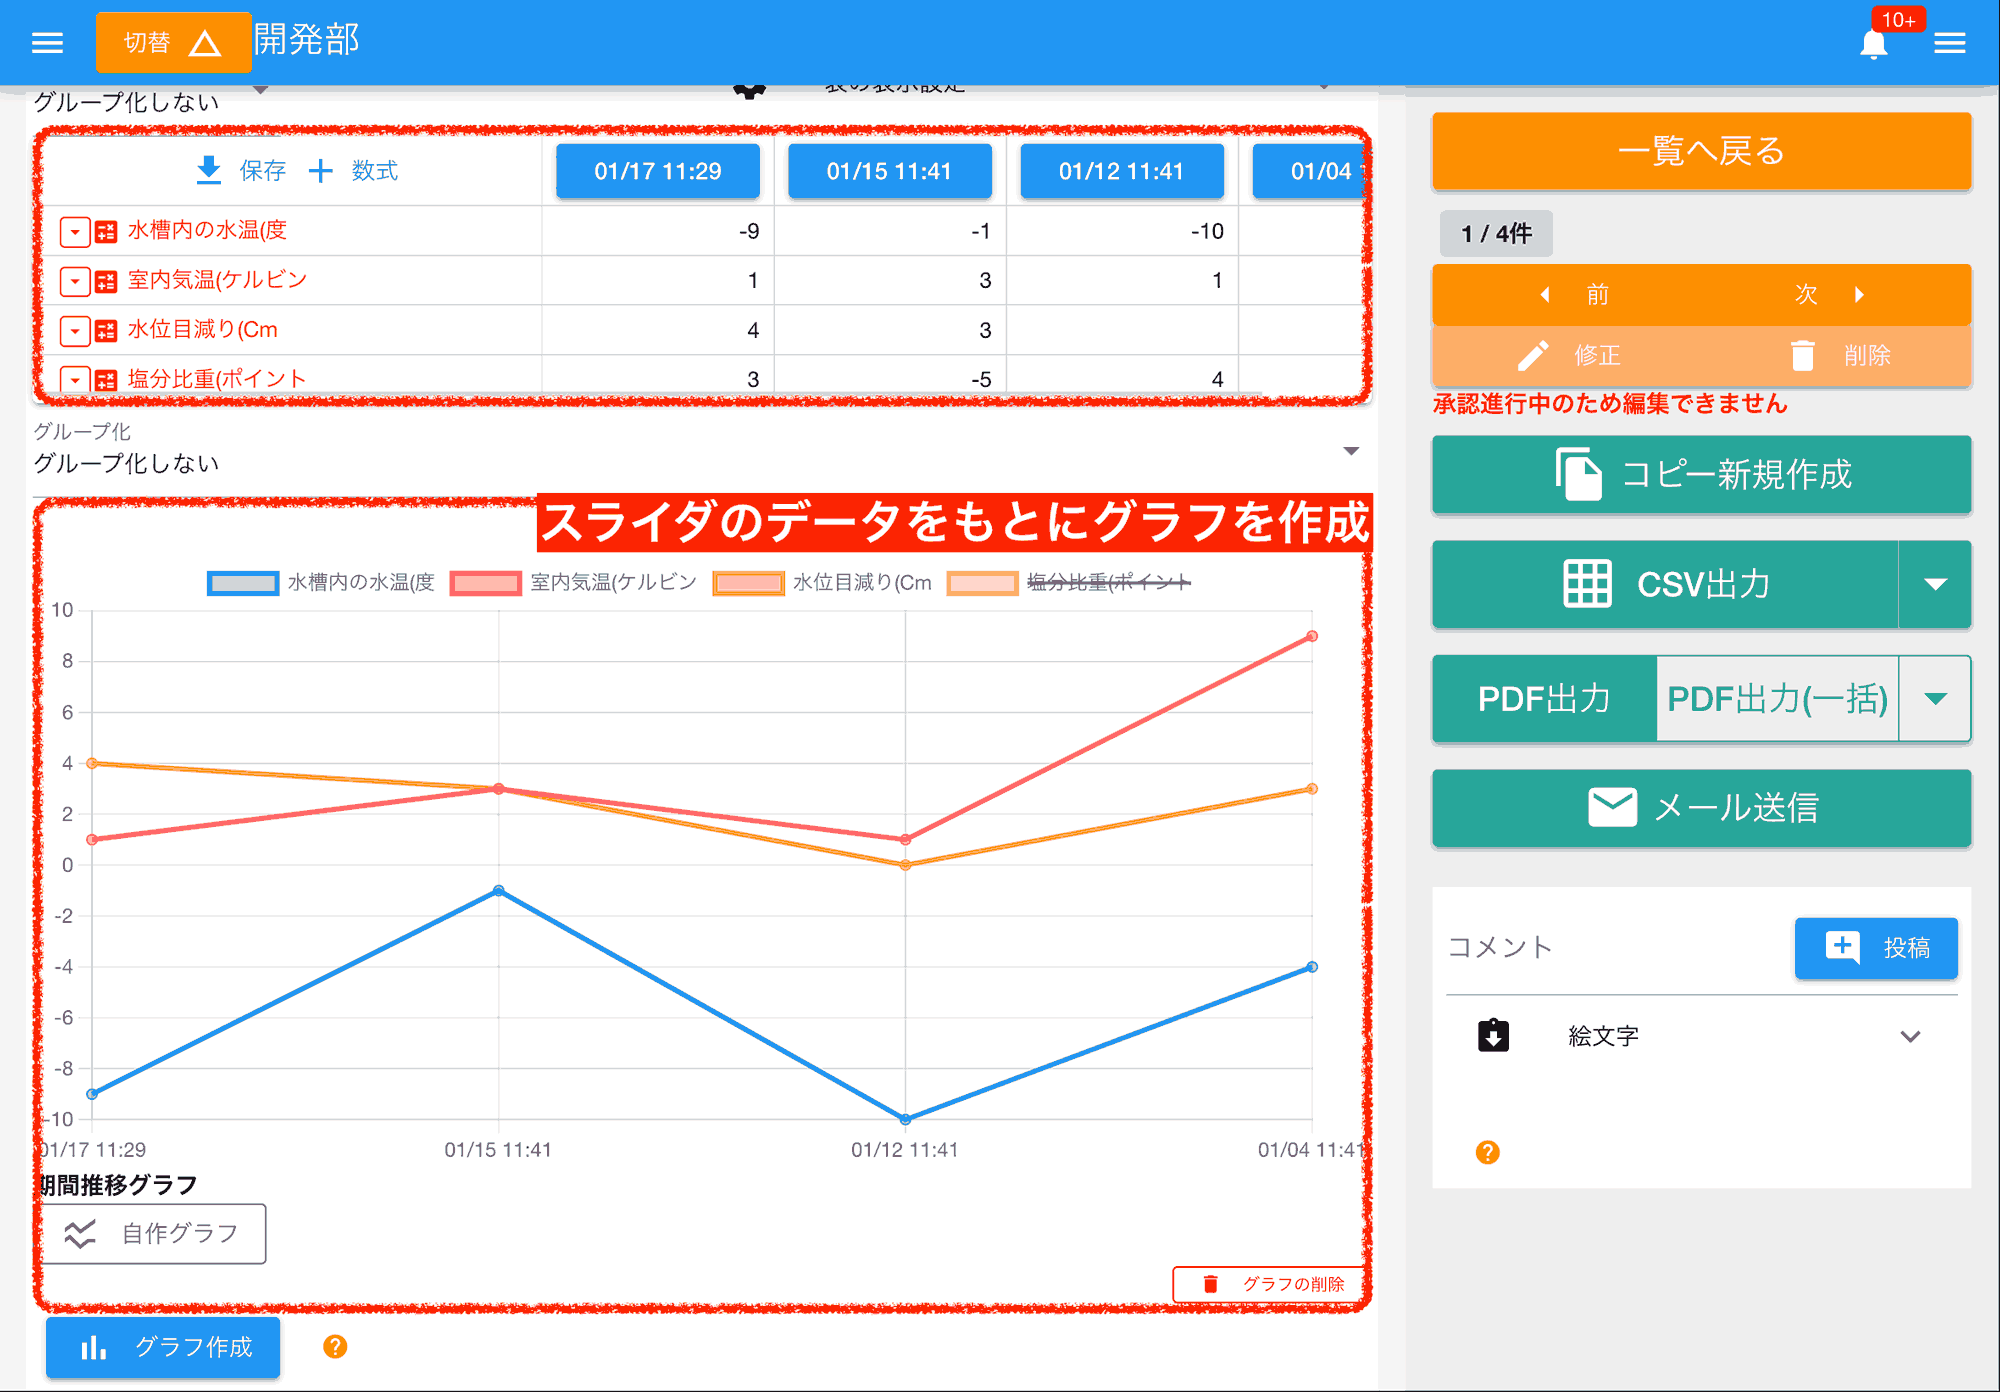 切替
開発部
10+
グループ化しない
表の表示設定
保存
数式
01/17 11:29
01/15 11:41
01/12 11:41
01/04
水槽内の水温(度
-9
-1
-10
室内気温(ケルビン
1
3
1
水位目減り(Cm
4
3
塩分比重(ポイント
3
-5
4
グループ化
グループ化しない
スライダのデータをもとにグラフを作成
水槽内の水温(度
室内気温(ケルビン
水位目減り(Cm
塩分比重(ポイント
10
8
6
4
2
0
-2
-4
-6
-8
-10
01/17 11:29
01/15 11:41
01/12 11:41
01/04 11:41
期間推移グラフ
自作グラフ
グラフの削除
グラフ作成
?
一覧へ戻る
1 / 4件
前
次
修正
削除
承認進行中のため編集できません
コピー新規作成
CSV出力
PDF出力
PDF出力(一括)
メール送信
コメント
投稿
絵文字
?